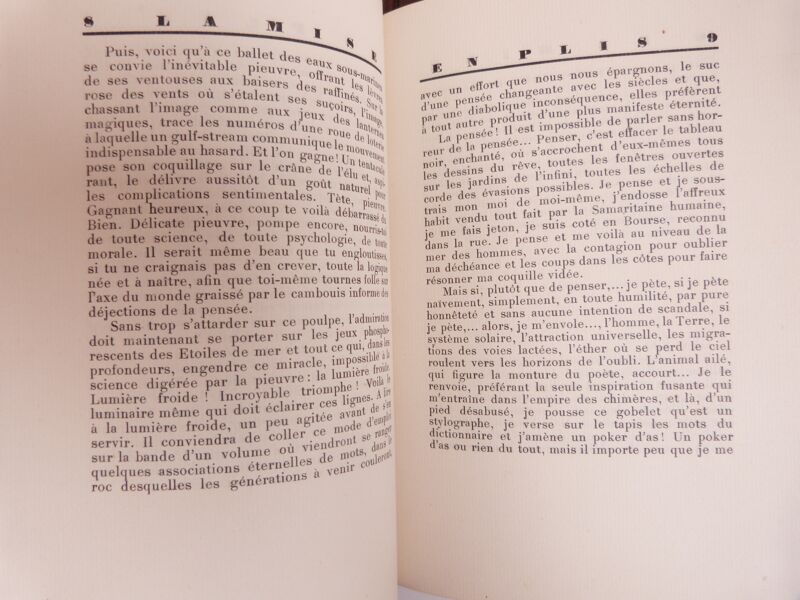 8 LA MISE
Puis, voici qu'à ce ballet des eaux sous-marines
se convie l'inévitable pieuvre, offrant les lèvres
de ses ventouses aux baisers des raffinés. Sur la
rose des vents où s'étalent ses suçoirs, l'image
chassant l'image comme aux jeux des lanternes
magiques, trace les numéros d'une roue de loterie
à laquelle un gulf-stream communique le mouvement
indispensable au hasard. Et l'on gagne! Un tentacule
pose son coquillage sur le crâne de l'élu et, aspi-
rant, le délivre aussitôt d'un goût naturel pour
les complications sentimentales. Tête, pieuvre.
Gagnant heureux, à ce coup te voilà débarrassé du
Bien. Délicate pieuvre, pompe encore, nourris-toi
de toute science, de toute psychologie, de toute
morale. Il serait même beau que tu engloutisses,
si tu ne craignais pas d'en crever, toute la logique
née et à naître, afin que toi-même tournes folle sur
l'axe du monde graissé par le cambouis informe des
déjections de la pensée.
Sans trop s'attarder sur ce poulpe, l'admiration
doit maintenant se porter sur les jeux phospho-
rescents des Etoiles de mer et tout ce qui, dans les
profondeurs, engendre ce miracle, impossible à la
science digérée par la pieuvre : la lumière froide.
Lumière froide ! Incroyable triomphe ! Voilà le
luminaire même qui doit éclairer ces lignes. A lire
à la lumière froide, un peu agitée avant de s'en
servir. Il conviendra de coller ce mode d'emploi
sur la bande d'un volume où viendront se ranger
quelques associations éternelles de mots, dans le
roc desquelles les générations à venir couleront,
EN PLIS 9
avec un effort que nous nous épargnons, le suc
d'une pensée changeante avec les siècles et que,
par une diabolique inconséquence, elles préfèrent
à tout autre produit d'une plus manifeste éternité.
La pensée! Il est impossible de parler sans hor-
reur de la pensée... Penser, c'est effacer le tableau
noir, enchanté, où s'accrochent d'eux-mêmes tous
les dessins du rêve, toutes les fenêtres ouvertes
sur les jardins de l'infini, toutes les échelles de
corde des évasions possibles. Je pense et je sous-
trais mon moi de moi-même, j'endosse l'affreux
habit vendu tout fait par la Samaritaine humaine,
je me fais jeton, je suis coté en Bourse, reconnu
dans la rue. Je pense et me voilà au niveau de la
mer des hommes, avec la contagion pour oublier
ma déchéance et les coups dans les côtes pour faire
résonner ma coquille vidée.
Mais si, plutôt que de penser,... je pète, si je pète
naïvement, simplement, en toute humilité, par pure
honnêteté et sans aucune intention de scandale, si
je pète,... alors, je m'envole..., l'homme, la Terre, le
système solaire, l'attraction universelle, les migra-
tions des voies lactées, l'éther où se perd le ciel
roulent vers les horizons de l'oubli. L'animal ailé,
qui figure la monture du poète, accourt... Je le
renvoie, préférant la seule inspiration fusante qui
m'entraîne dans l'empire des chimères, et là, d'un
pied désabusé, je pousse ce gobelet qu'est un
stylographe, je verse sur le tapis les mots du
dictionnaire et j'amène un poker d'as! Un poker
d'as ou rien du tout, mais il importe peu que je me